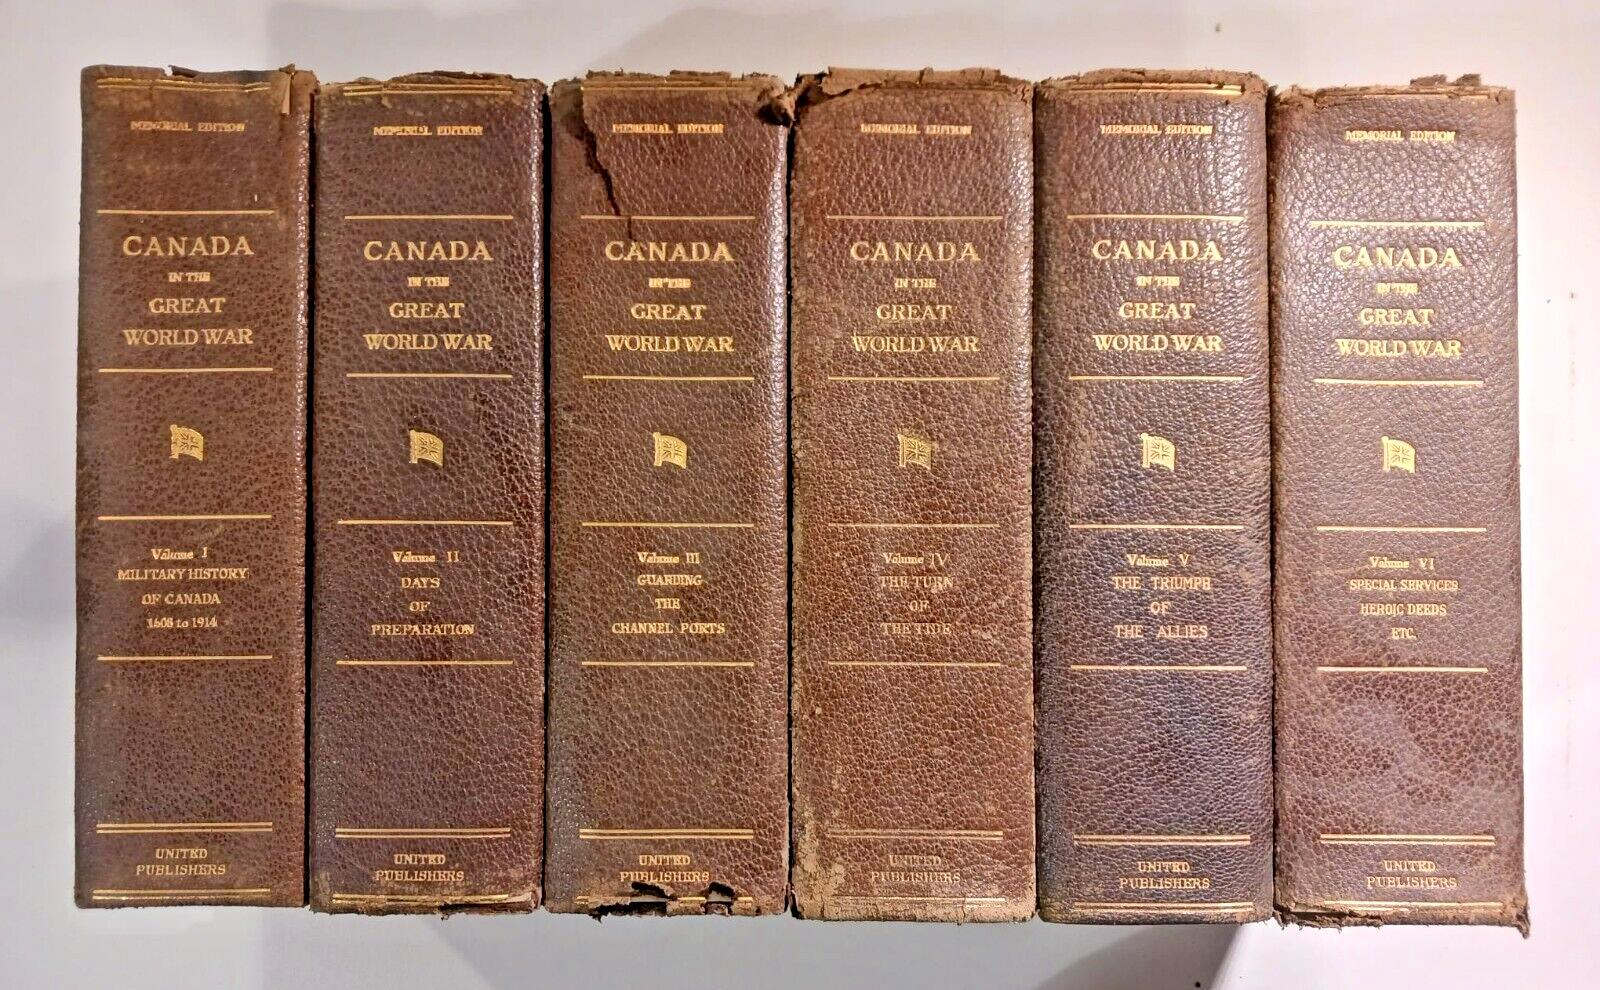 MEMORIAL EDITION
CANADA
IN THE
GREAT
WORLD WAR
Volume I
MILITARY HISTORY
OF CANADA
1608 to 1914
UNITED
PUBLISHERS
MEMORIAL EDITION
CANADA
IN THE
GREAT
WORLD WAR
Volume II
DAYS
OF
PREPARATION
UNITED
PUBLISHERS
MEMORIAL EDITION
CANADA
IN THE
GREAT
WORLD WAR
Volume III
GUARDING
THE
CHANNEL PORTS
UNITED
PUBLISHERS
MEMORIAL EDITION
CANADA
IN THE
GREAT
WORLD WAR
Volume IV
THE TURN
OF
THE TIDE
UNITED
PUBLISHERS
MEMORIAL EDITION
CANADA
IN THE
GREAT
WORLD WAR
Volume V
THE TRIUMPH
OF
THE ALLIES
UNITED
PUBLISHERS
MEMORIAL EDITION
CANADA
IN THE
GREAT
WORLD WAR
Volume VI
SPECIAL SERVICES
HEROIC DEEDS
ETC.
UNITED
PUBLISHERS